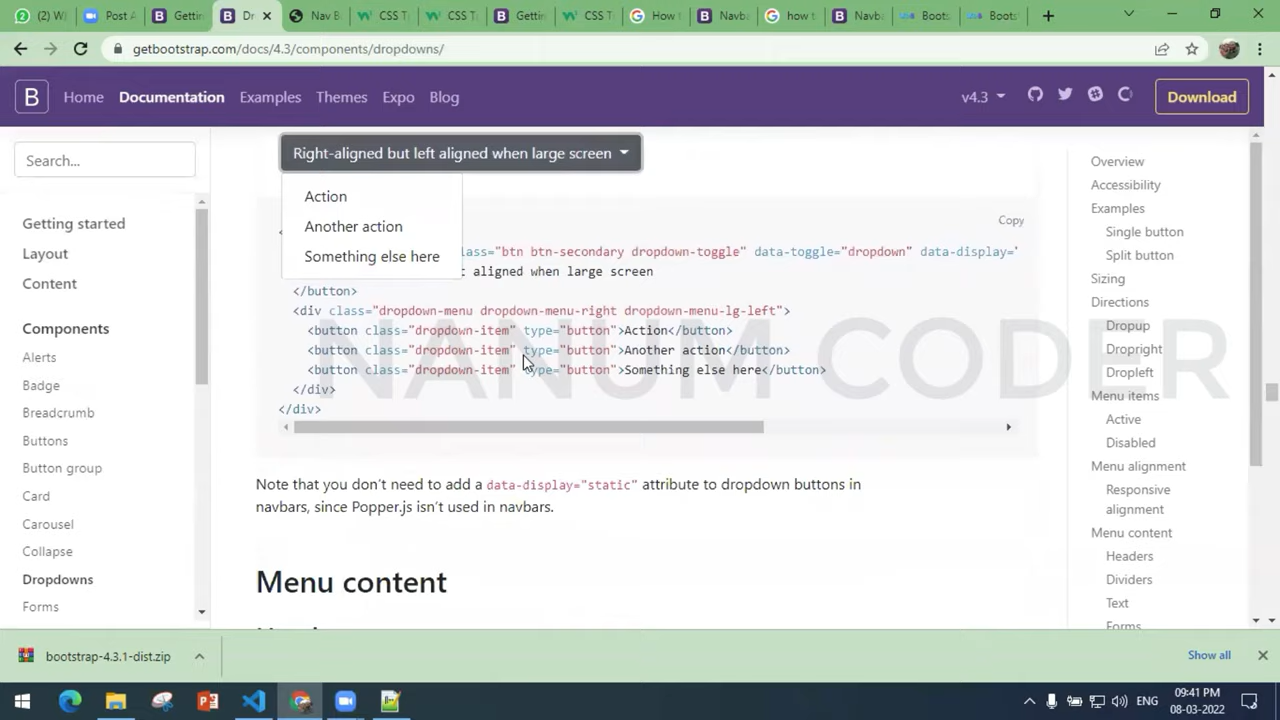 (2) W
Post A
Gettin
Dr
Nav B
CSS T
CSS T
Gettin
CSS T
How t
Navba
how t
Navba
Boots
Boots
getbootstrap.com/docs/4.3/components/dropdowns/
B Home Documentation Examples Themes Expo Blog v4.3 Download
Search...
Getting started
Layout
Content
Components
Alerts
Badge
Breadcrumb
Buttons
Button group
Card
Carousel
Collapse
Dropdowns
Forms
Right-aligned but left aligned when large screen
Action
Another action
Something else here
Copy
lass="btn btn-secondary dropdown-toggle" data-toggle="dropdown" data-display="
t aligned when large screen
</button>
<div class="dropdown-menu dropdown-menu-right dropdown-menu-lg-left">
<button class="dropdown-item" type="button">Action</button>
<button class="dropdown-item" type="button">Another action</button>
<button class="dropdown-item" type="button">Something else here</button>
</div>
</div>
NANUM CODER
Note that you don't need to add a data-display="static" attribute to dropdown buttons in
navbars, since Popper.js isn't used in navbars.
Menu content
Overview
Accessibility
Examples
Single button
Split button
Sizing
Directions
Dropup
Dropright
Dropleft
Menu items
Active
Disabled
Menu alignment
Responsive
alignment
Menu content
Headers
Dividers
Text
Forms
bootstrap-4.3.1-dist.zip
Show all
ENG
09:41 PM
08-03-2022